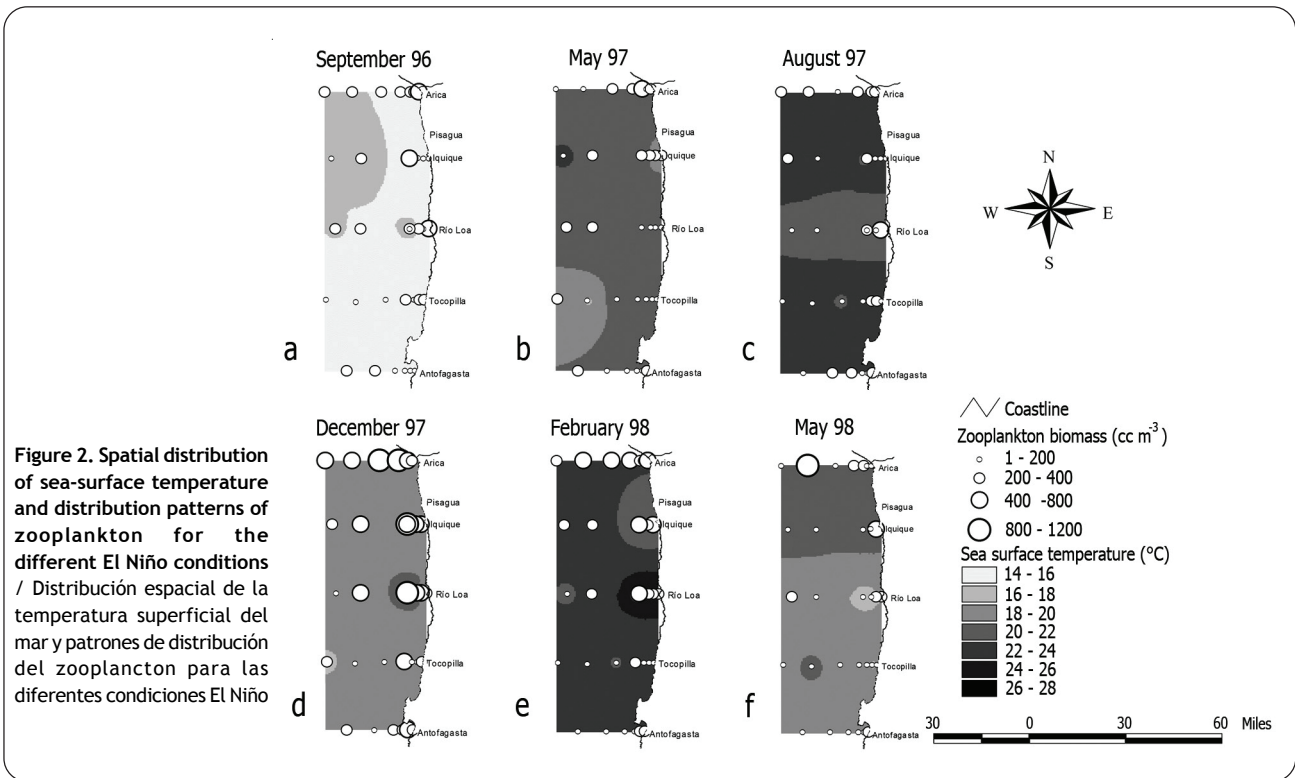 September 96
Arica
Pisagua
Iquique
Río Loa
Tocopilla
Antofagasta
a
May 97
Arica
Pisagua
Iquique
Río Loa
Tocopilla
Antofagasta
b
August 97
Arica
Pisagua
Iquique
Río Loa
Tocopilla
Antofagasta
c
N
W
E
S
December 97
Arica
Pisagua
Iquique
Río Loa
Tocopilla
Antofagasta
d
February 98
Arica
Pisagua
Iquique
Río Loa
Tocopilla
Antofagasta
e
May 98
Arica
Pisagua
Iquique
Río Loa
Tocopilla
Antofagasta
f
Coastline
Zooplankton biomass (cc m-3)
1 - 200
200 - 400
400 -800
800 - 1200
Sea surface temperature (°C)
14 - 16
16 - 18
18 - 20
20 - 22
22 - 24
24 - 26
26 - 28
30 0 30 60 Miles
Figure 2. Spatial distribution
of sea-surface temperature
and distribution patterns of
zooplankton for the
different El Niño conditions
/ Distribución espacial de la
temperatura superficial del
mar y patrones de distribución
del zooplancton para las
diferentes condiciones El Niño